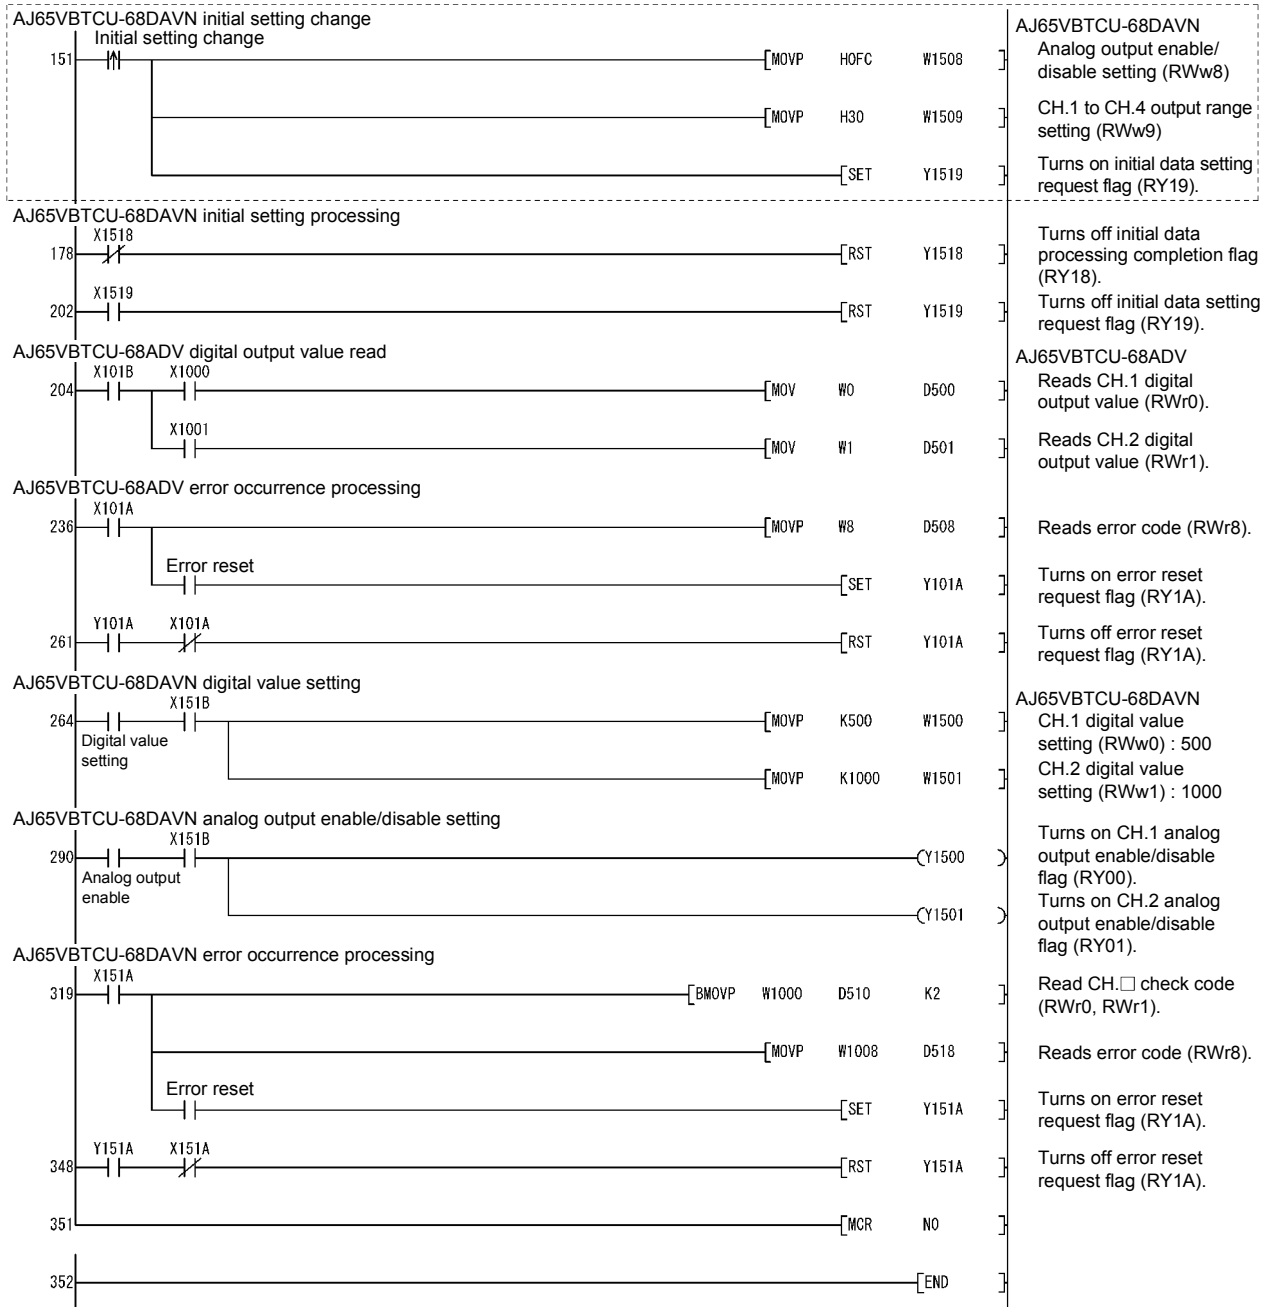 AJ65VBTCU-68DAVN initial setting change
Initial setting change
151 [MOVP H0FC W1508 ]
AJ65VBTCU-68DAVN
Analog output enable/
disable setting (RWw8)
[MOVP H30 W1509 ]
CH.1 to CH.4 output range
setting (RWw9)
[SET Y1519 ]
Turns on initial data setting
request flag (RY19).
AJ65VBTCU-68DAVN initial setting processing
X1518
178 [RST Y1518 ]
Turns off initial data
processing completion flag
(RY18).
X1519
202 [RST Y1519 ]
Turns off initial data setting
request flag (RY19).
AJ65VBTCU-68ADV digital output value read
AJ65VBTCU-68ADV
X101B X1000
204 [MOV W0 D500 ]
Reads CH.1 digital
output value (RWr0).
X1001
[MOV W1 D501 ]
Reads CH.2 digital
output value (RWr1).
AJ65VBTCU-68ADV error occurrence processing
X101A
236 [MOVP W8 D508 ]
Reads error code (RWr8).
Error reset
[SET Y101A ]
Turns on error reset
request flag (RY1A).
Y101A X101A
261 [RST Y101A ]
Turns off error reset
request flag (RY1A).
AJ65VBTCU-68DAVN digital value setting
AJ65VBTCU-68DAVN
X151B
264 [MOVP K500 W1500 ]
Digital value
setting
CH.1 digital value
setting (RWw0) : 500
[MOVP K1000 W1501 ]
CH.2 digital value
setting (RWw1) : 1000
AJ65VBTCU-68DAVN analog output enable/disable setting
X151B
290 (Y1500 )
Analog output
enable
Turns on CH.1 analog
output enable/disable
flag (RY00).
(Y1501 )
Turns on CH.2 analog
output enable/disable
flag (RY01).
AJ65VBTCU-68DAVN error occurrence processing
X151A
319 [BMOVP W1000 D510 K2 ]
Read CH.□ check code
(RWr0, RWr1).
[MOVP W1008 D518 ]
Reads error code (RWr8).
Error reset
[SET Y151A ]
Turns on error reset
request flag (RY1A).
Y151A X151A
348 [RST Y151A ]
Turns off error reset
request flag (RY1A).
351 [MCR N0 ]
352 [END ]